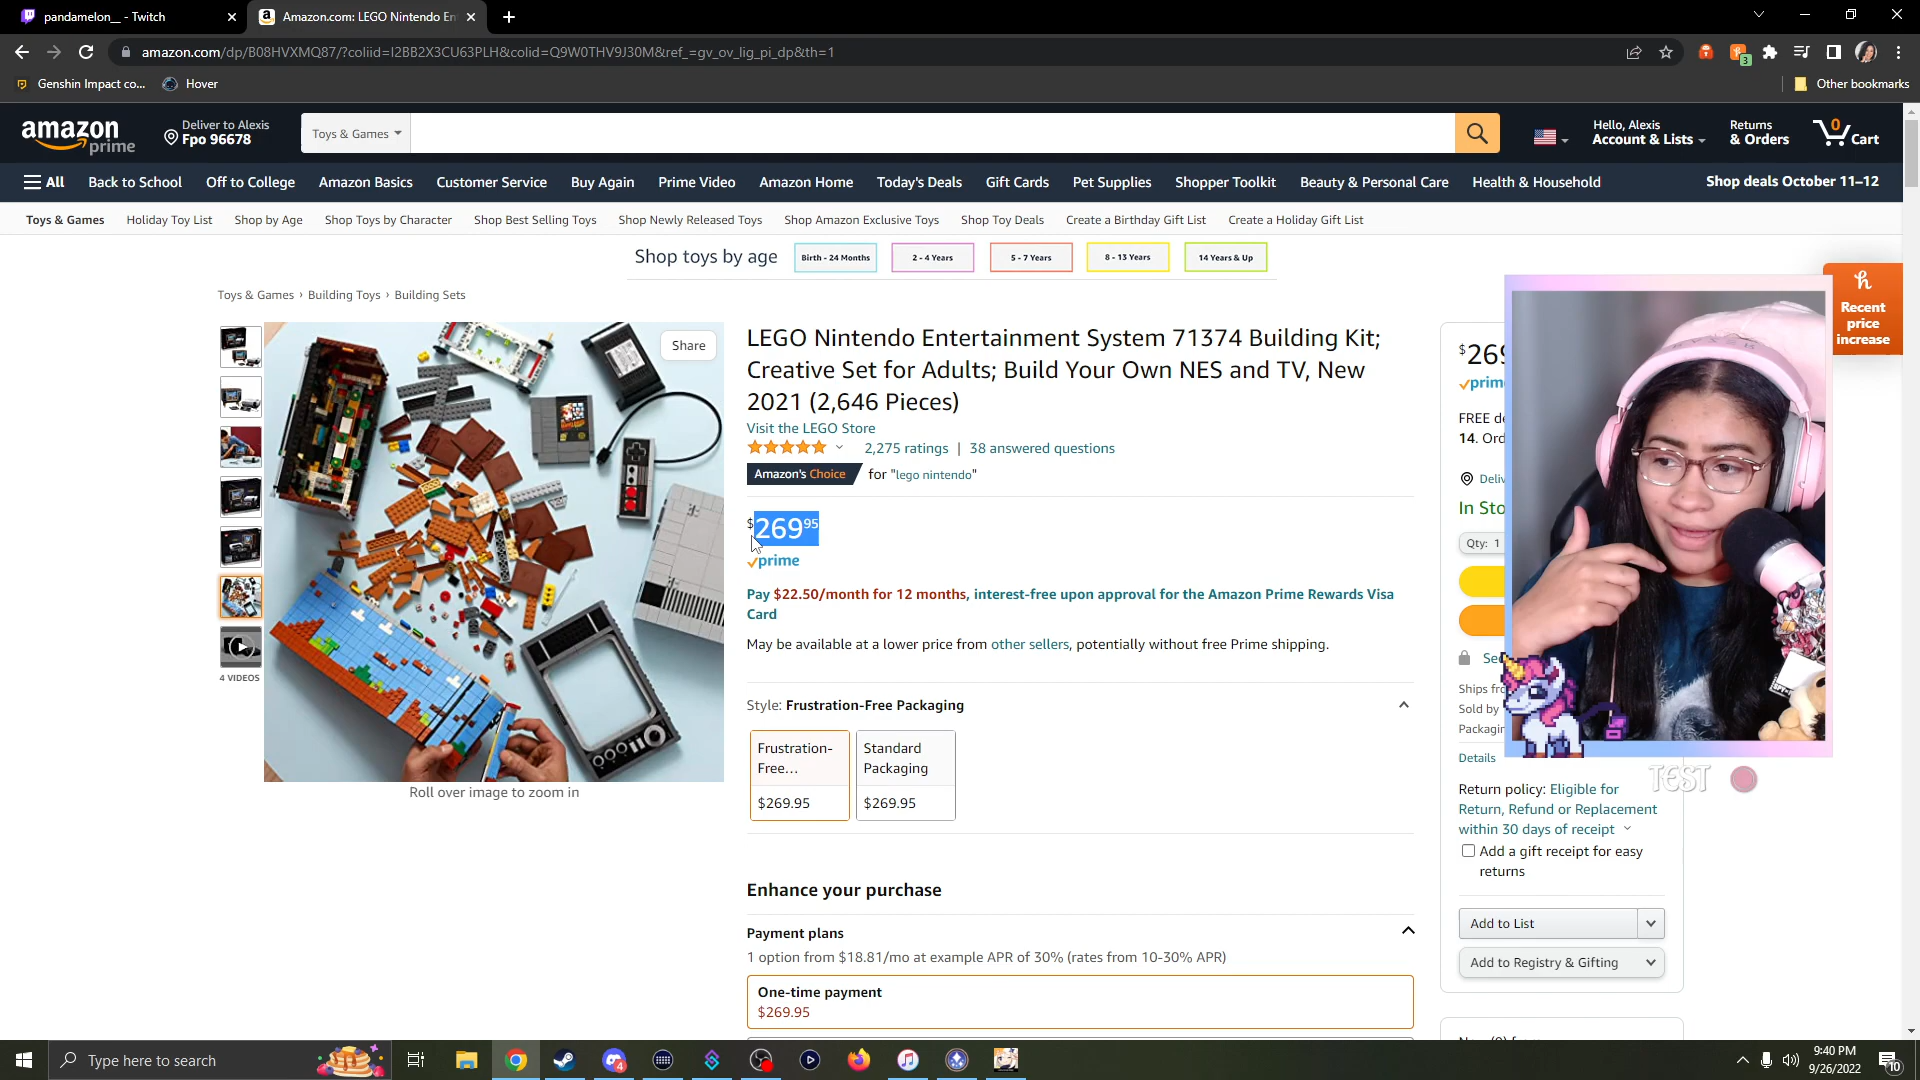 pandamelon__ - Twitch
Amazon.com: LEGO Nintendo En
amazon.com/dp/B08HVXMQ87/?coliid=I2BB2X3CU63PLH&colid=Q9W0THV9J30M&ref_=gv_ov_lig_pi_dp&th=1
3
Genshin Impact co...
Hover
Other bookmarks
amazon
prime
Deliver to Alexis
Fpo 96678
Toys & Games
Hello, Alexis
Account & Lists
Returns
& Orders
0
Cart
All
Back to School
Off to College
Amazon Basics
Customer Service
Buy Again
Prime Video
Amazon Home
Today's Deals
Gift Cards
Pet Supplies
Shopper Toolkit
Beauty & Personal Care
Health & Household
Shop deals October 11-12
Toys & Games
Holiday Toy List
Shop by Age
Shop Toys by Character
Shop Best Selling Toys
Shop Newly Released Toys
Shop Amazon Exclusive Toys
Shop Toy Deals
Create a Birthday Gift List
Create a Holiday Gift List
Shop toys by age
Birth - 24 Months
2 - 4 Years
5 - 7 Years
8 - 13 Years
14 Years & Up
Toys & Games › Building Toys › Building Sets
Share
4 VIDEOS
Roll over image to zoom in
LEGO Nintendo Entertainment System 71374 Building Kit;
Creative Set for Adults; Build Your Own NES and TV, New
2021 (2,646 Pieces)
Visit the LEGO Store
2,275 ratings | 38 answered questions
Amazon's Choice for "lego nintendo"
$269 95
prime
Pay $22.50/month for 12 months, interest-free upon approval for the Amazon Prime Rewards Visa
Card
May be available at a lower price from other sellers, potentially without free Prime shipping.
Style: Frustration-Free Packaging
Frustration-
Free...
$269.95
Standard
Packaging
$269.95
Enhance your purchase
Payment plans
1 option from $18.81/mo at example APR of 30% (rates from 10-30% APR)
One-time payment
$269.95
Recent
price
increase
$269
prime
FREE de
14. Ord
Deliv
In Sto
Qty: 1
Sec
Ships fro
Sold by
Packagin
Details
TEST
Return policy: Eligible for
Return, Refund or Replacement
within 30 days of receipt
Add a gift receipt for easy
returns
Add to List
Add to Registry & Gifting
Type here to search
4
9:40 PM
9/26/2022
10